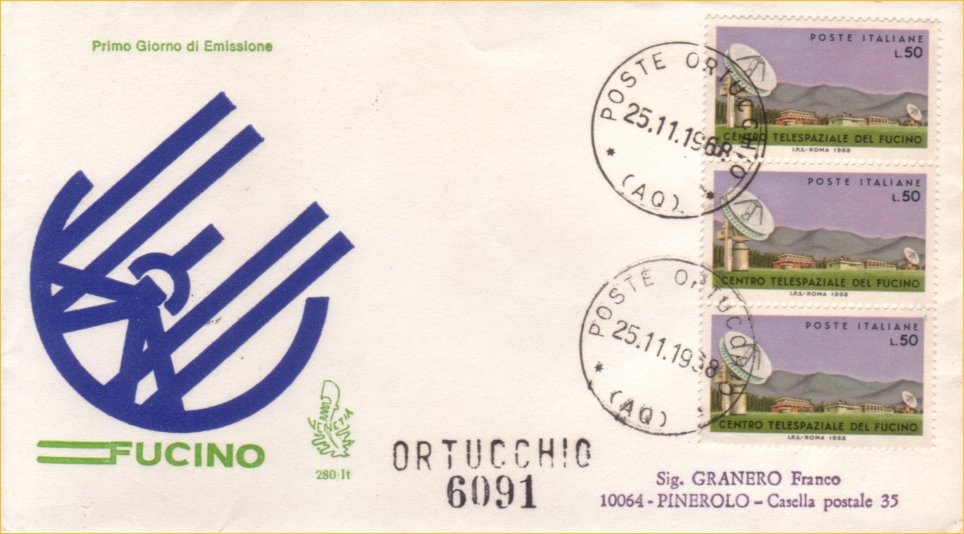 Primo Giorno di Emissione
POSTE ITALIANE
L.50
CENTRO TELESPAZIALE DEL FUCINO
I.P.S.-ROMA 1968
POSTE ORTUCCHIO
25.11.1968
(AQ)
POSTE ITALIANE
L.50
CENTRO TELESPAZIALE DEL FUCINO
I.P.S.-ROMA 1968
POSTE ORTUCCHIO
25.11.1968
(AQ)
POSTE ITALIANE
L.50
CENTRO TELESPAZIALE DEL FUCINO
I.P.S.-ROMA 1968
FUCINO
280/It
ORTUCCHIO
6091
Sig. GRANERO Franco
10064 - PINEROLO - Casella postale 35